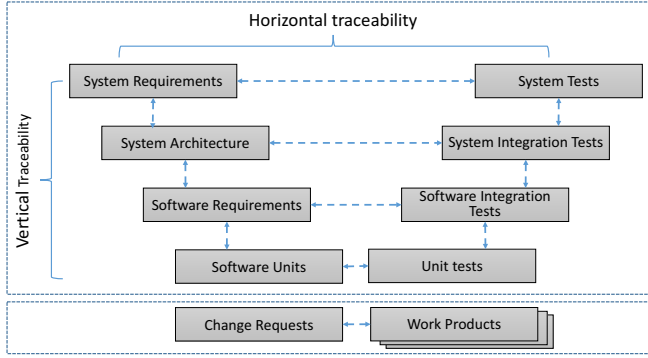 Horizontal traceability
System Requirements
System Tests
System Architecture
System Integration Tests
Vertical Traceability
Software Requirements
Software Integration
Tests
Software Units
Unit tests
Change Requests
Work Products